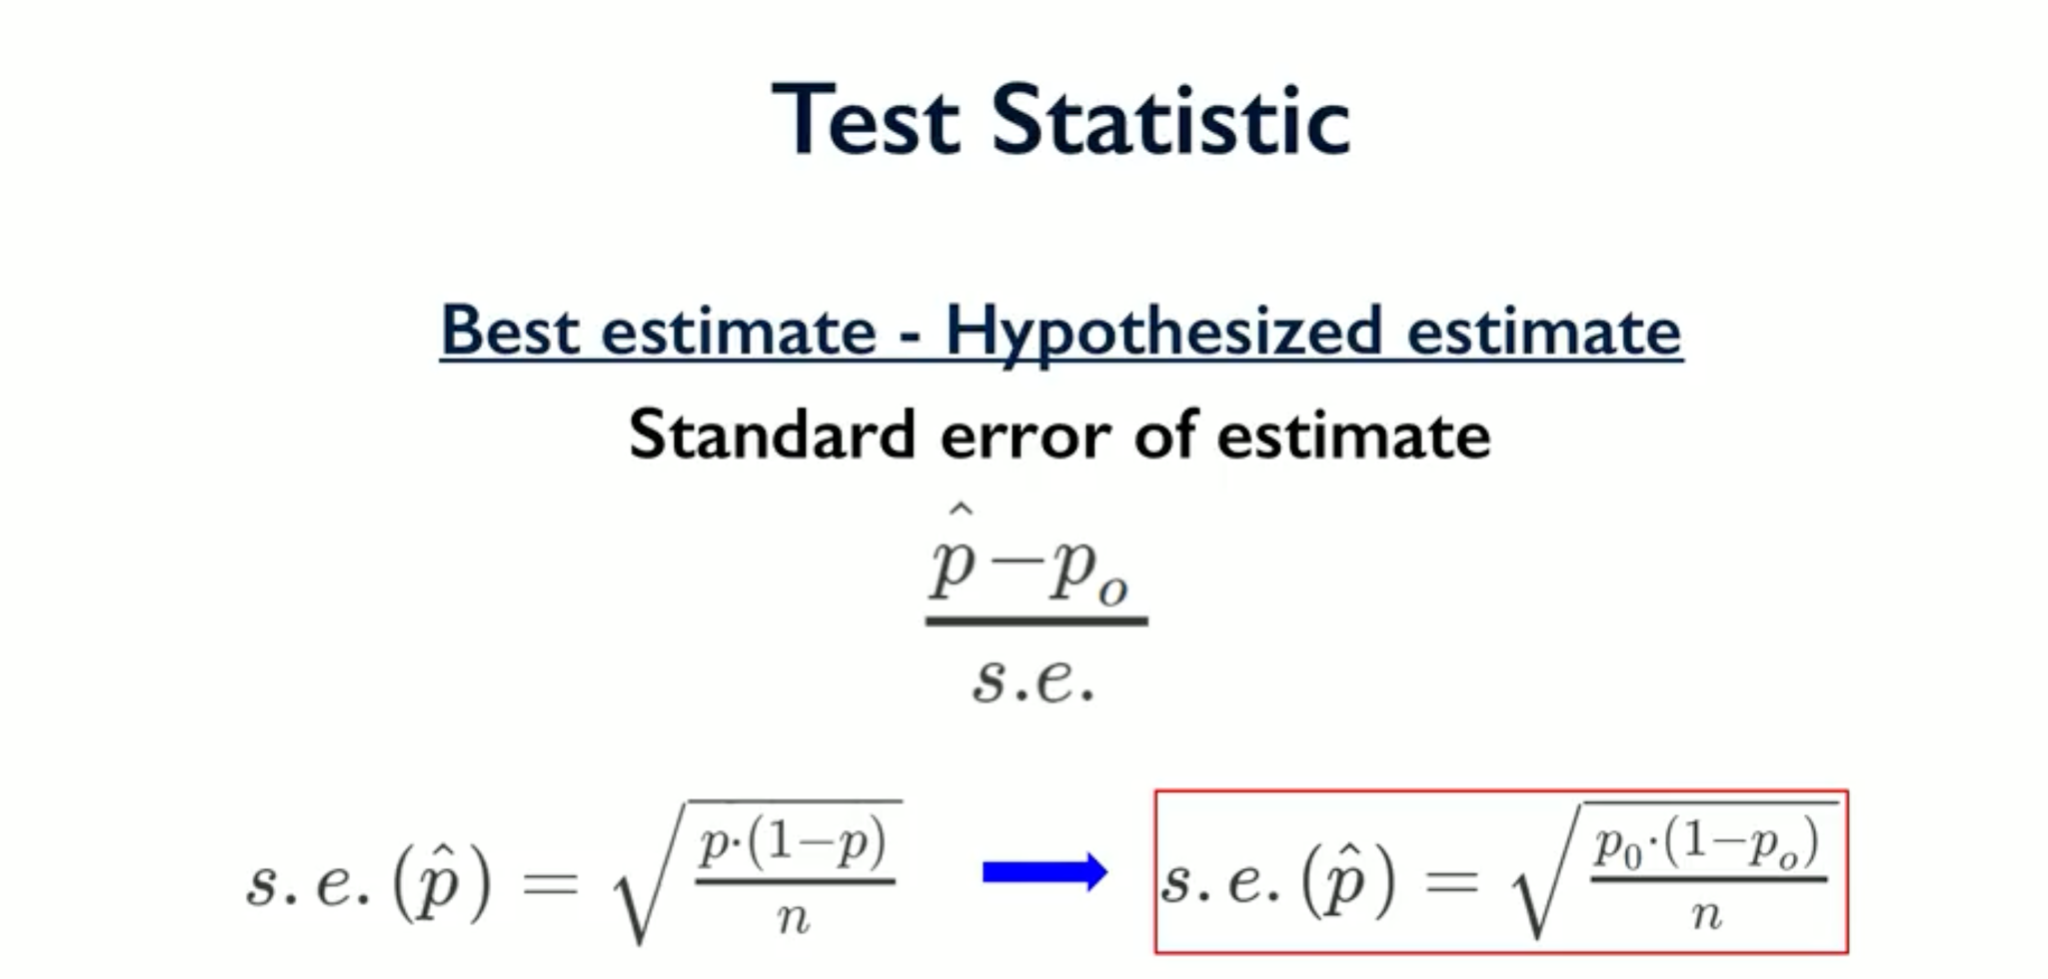 Test Statistic
Best estimate - Hypothesized estimate
Standard error of estimate
p̂ − pₒ
s.e.
s. e. (p̂) = √(p·(1−p) / n) s. e. (p̂) = √(p₀·(1−pₒ) / n)